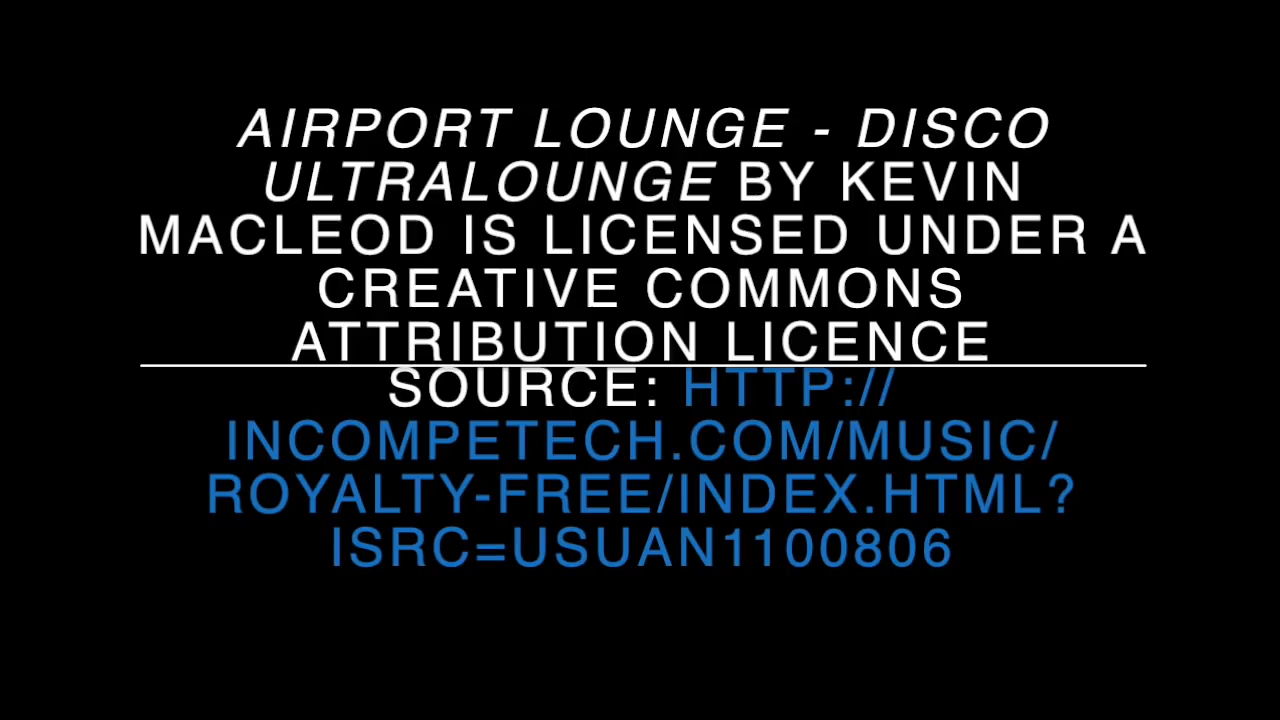 AIRPORT LOUNGE - DISCO
ULTRALOUNGE BY KEVIN
MACLEOD IS LICENSED UNDER A
CREATIVE COMMONS
ATTRIBUTION LICENCE
SOURCE: HTTP://
INCOMPETECH.COM/MUSIC/
ROYALTY-FREE/INDEX.HTML?
ISRC=USUAN1100806